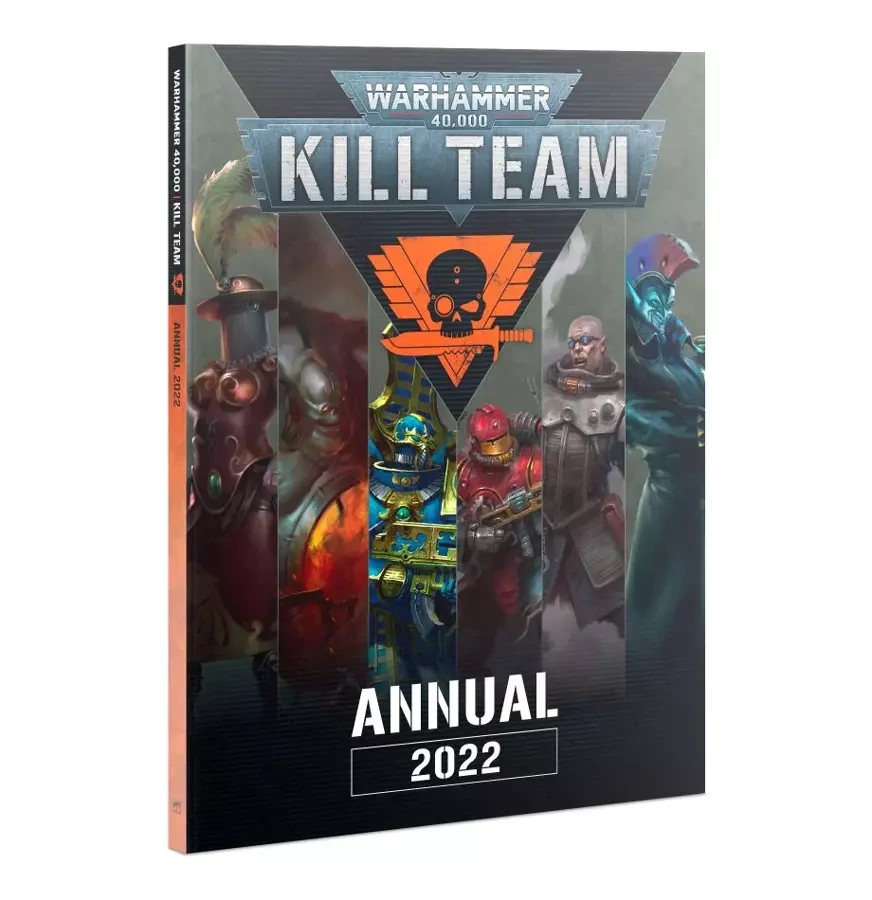 WARHAMMER
40,000
KILL TEAM
ANNUAL
2022
WARHAMMER 40,000 | KILL TEAM
ANNUAL 2022